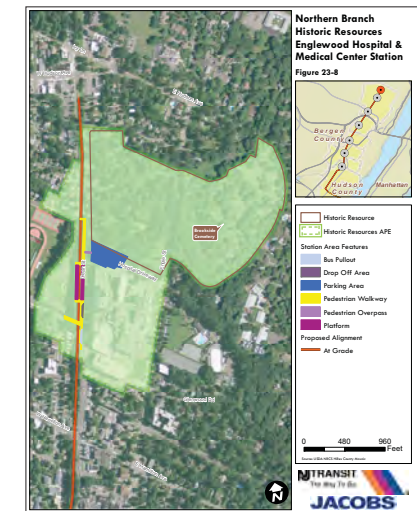 Northern Branch
Historic Resources
Englewood Hospital &
Medical Center Station
Figure 23-8
Brookside
Cemetery
Bergen
County
Hudson
County
Manhattan
Historic Resource
Historic Resources APE
Station Area Features
Bus Pullout
Drop Off Area
Parking Area
Pedestrian Walkway
Pedestrian Overpass
Platform
Proposed Alignment
At Grade
0 480 960
Feet
N
NJ TRANSIT
The Way To Go
JACOBS